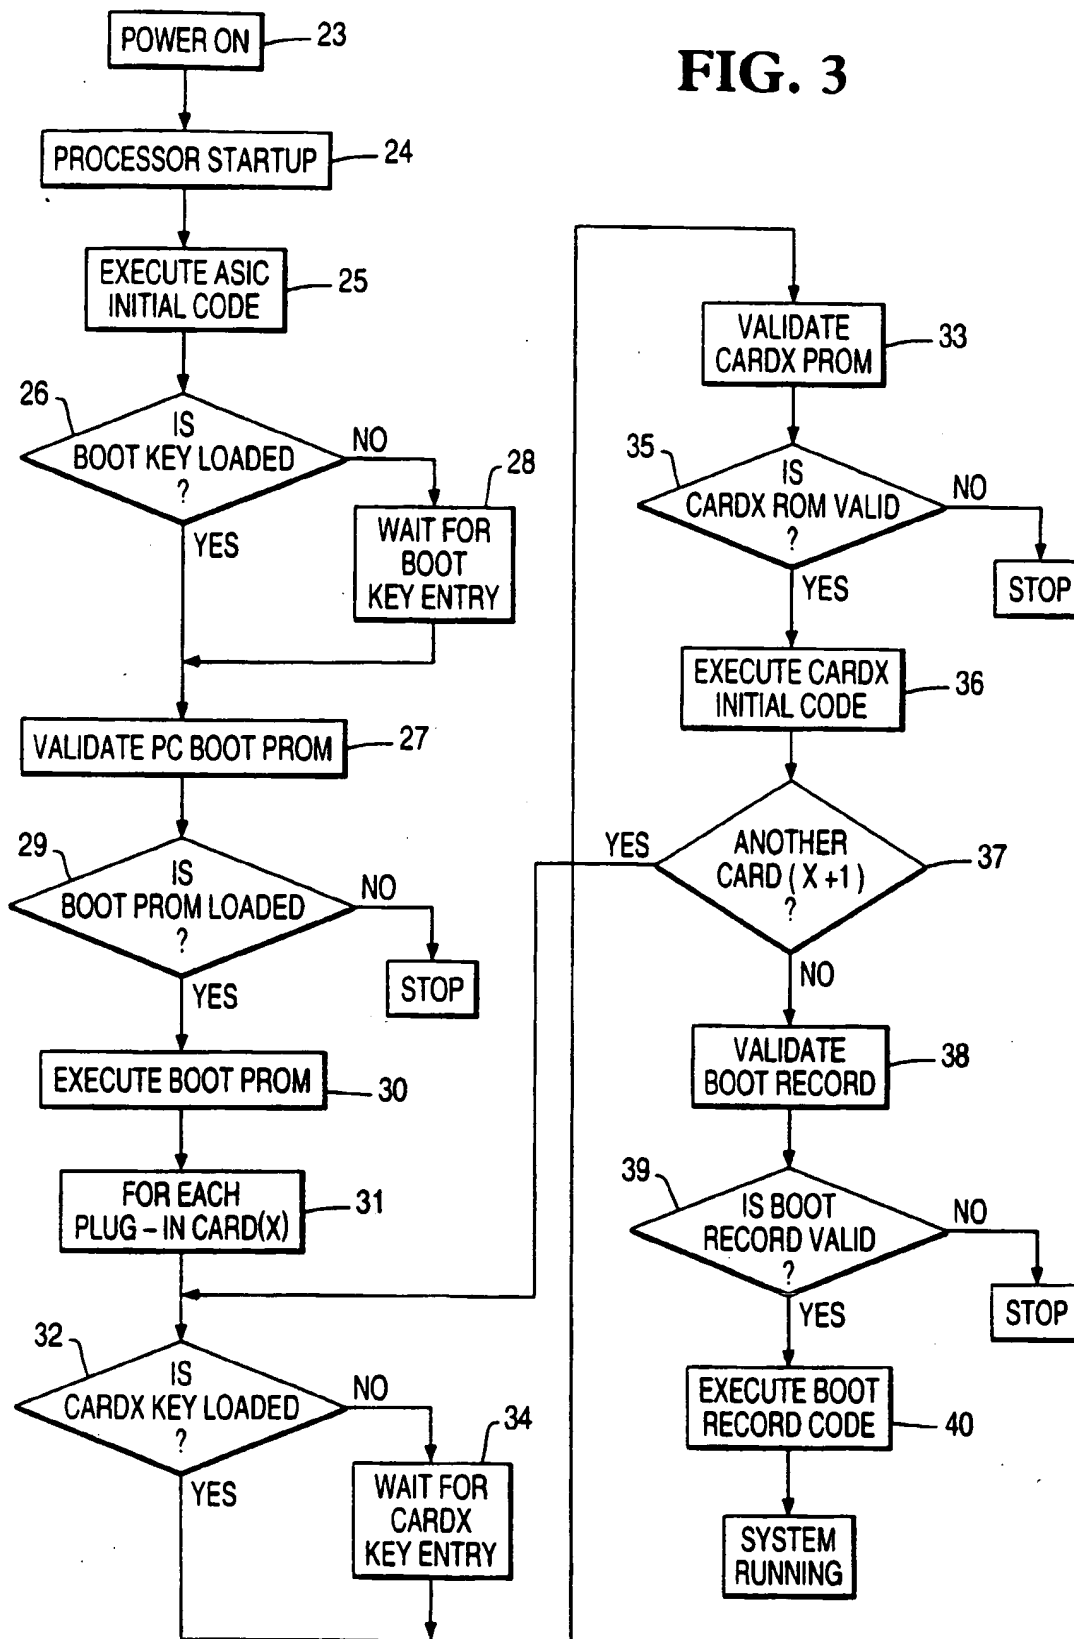 FIG. 3
POWER ON
23
PROCESSOR STARTUP
24
EXECUTE ASIC
INITIAL CODE
25
26
IS
BOOT KEY LOADED
?
NO
YES
28
WAIT FOR
BOOT
KEY ENTRY
VALIDATE PC BOOT PROM
27
29
IS
BOOT PROM LOADED
?
NO
STOP
YES
EXECUTE BOOT PROM
30
FOR EACH
PLUG-IN CARD(X)
31
32
IS
CARDX KEY LOADED
?
NO
YES
34
WAIT FOR
CARDX
KEY ENTRY
VALIDATE
CARDX PROM
33
35
IS
CARDX ROM VALID
?
NO
STOP
YES
EXECUTE CARDX
INITIAL CODE
36
YES
ANOTHER
CARD ( X +1 )
?
37
NO
VALIDATE
BOOT RECORD
38
39
IS BOOT
RECORD VALID
?
NO
STOP
YES
EXECUTE BOOT
RECORD CODE
40
SYSTEM
RUNNING